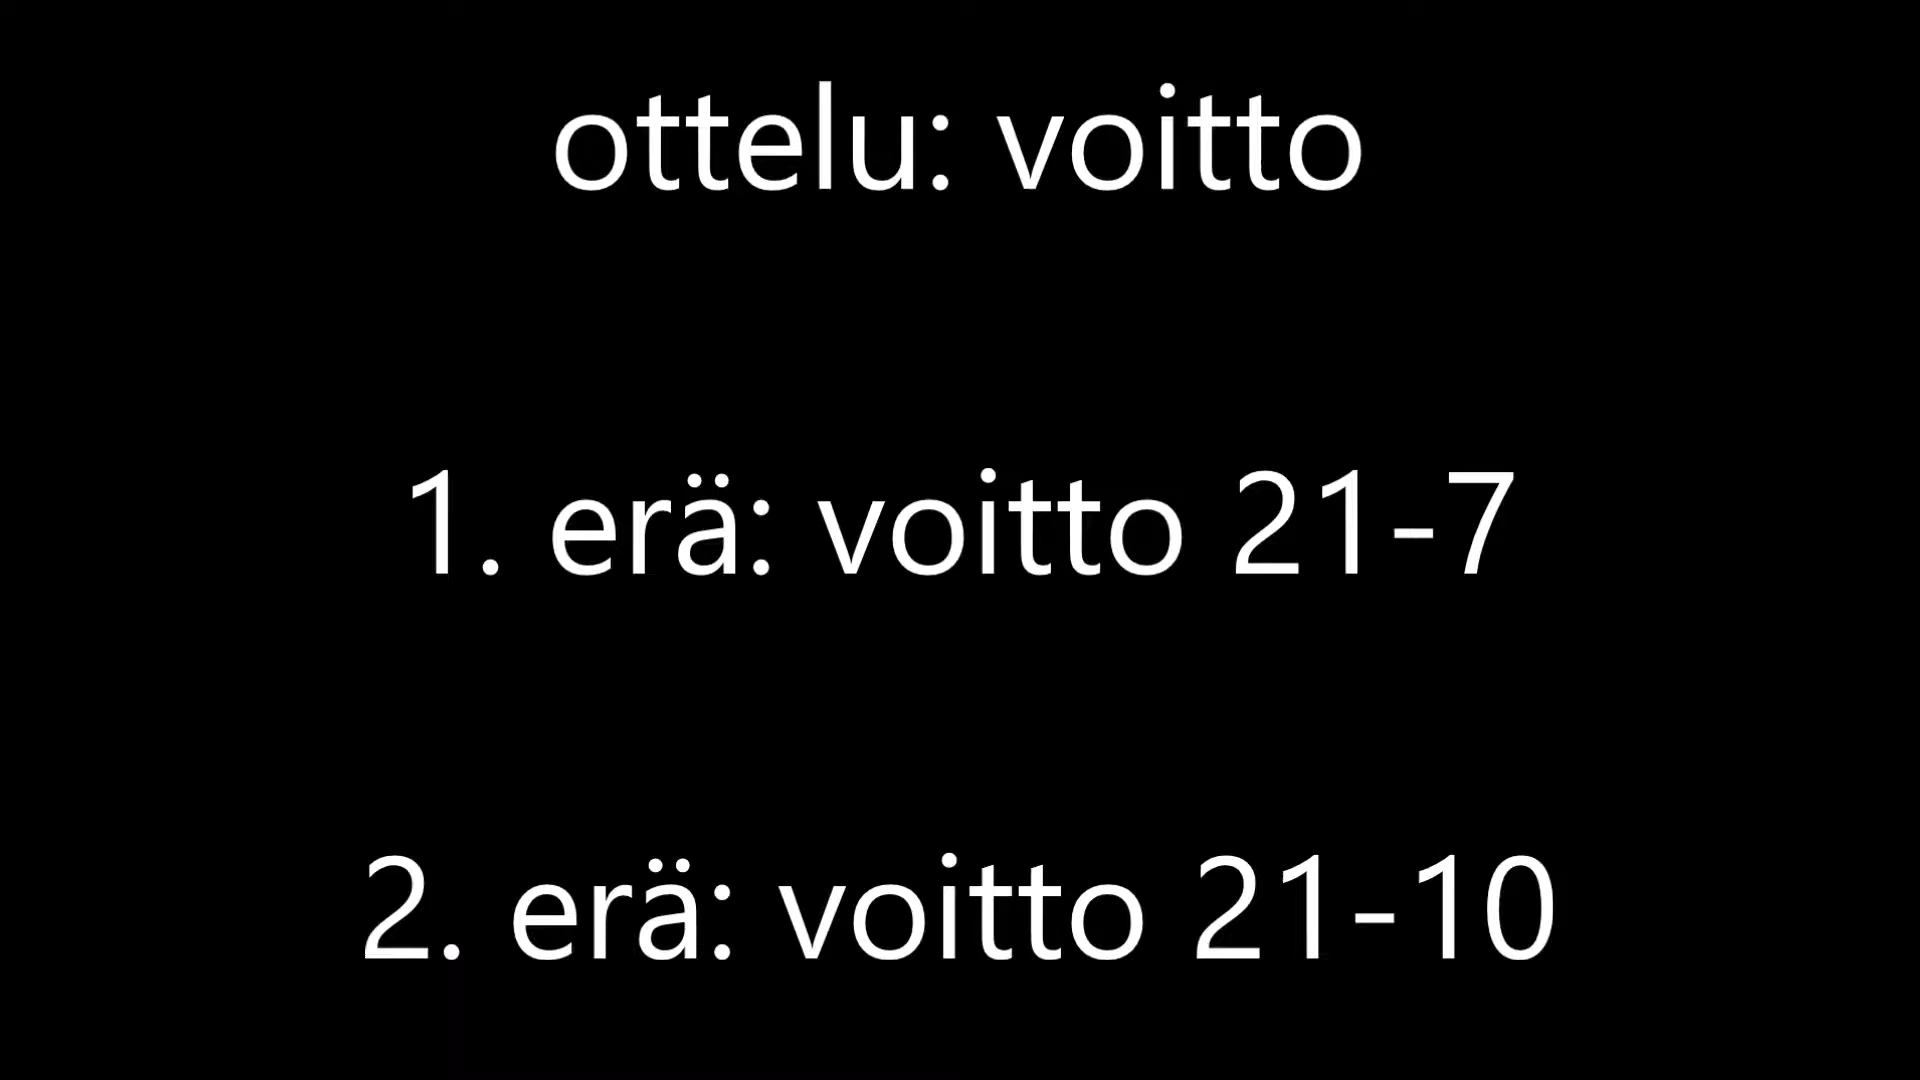 ottelu: voitto
1. erä: voitto 21-7
2. erä: voitto 21-10